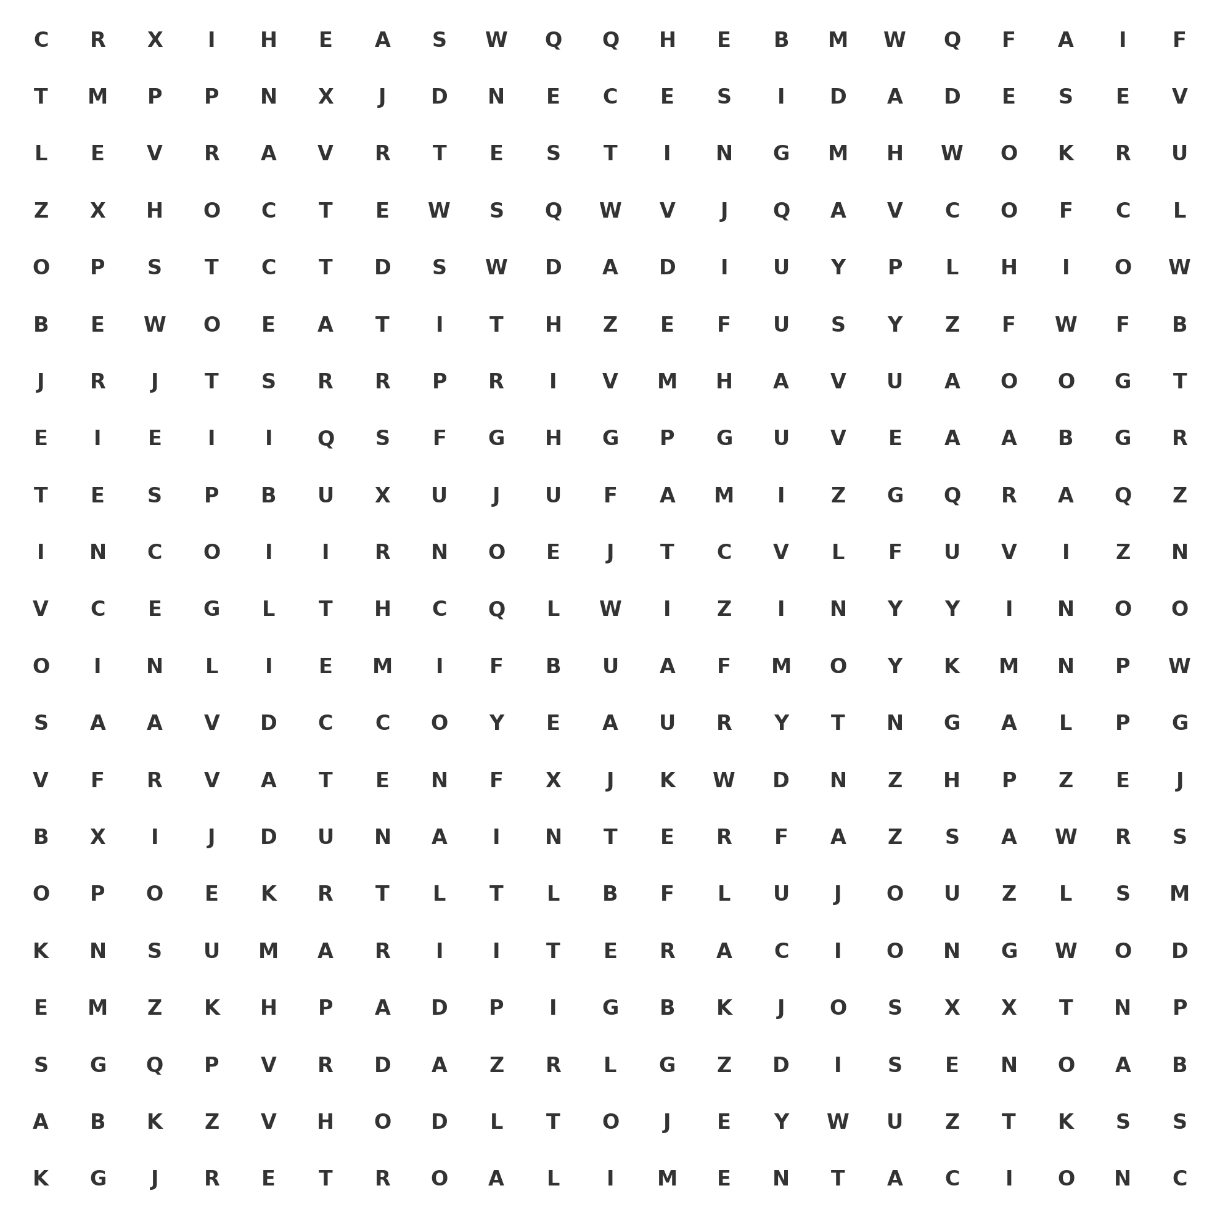 C R X I H E A S W Q Q H E B M W Q F A I F
T M P P N X J D N E C E S I D A D E S E V
L E V R A V R T E S T I N G M H W O K R U
Z X H O C T E W S Q W V J Q A V C O F C L
O P S T C T D S W D A D I U Y P L H I O W
B E W O E A T I T H Z E F U S Y Z F W F B
J R J T S R R P R I V M H A V U A O O G T
E I E I I Q S F G H G P G U V E A A B G R
T E S P B U X U J U F A M I Z G Q R A Q Z
I N C O I I R N O E J T C V L F U V I Z N
V C E G L T H C Q L W I Z I N Y Y I N O O
O I N L I E M I F B U A F M O Y K M N P W
S A A V D C C O Y E A U R Y T N G A L P G
V F R V A T E N F X J K W D N Z H P Z E J
B X I J D U N A I N T E R F A Z S A W R S
O P O E K R T L T L B F L U J O U Z L S M
K N S U M A R I I T E R A C I O N G W O D
E M Z K H P A D P I G B K J O S X X T N P
S G Q P V R D A Z R L G Z D I S E N O A B
A B K Z V H O D L T O J E Y W U Z T K S S
K G J R E T R O A L I M E N T A C I O N C